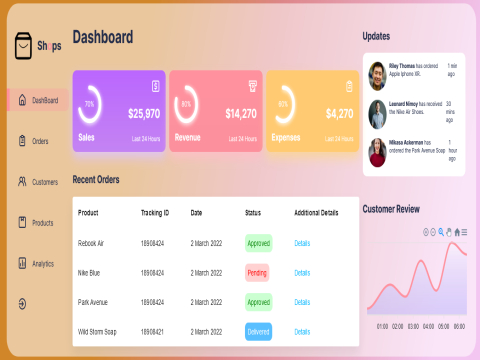 Shops
Dashboard
DashBoard
Orders
Customers
Products
Analytics
70%
$25,970
Sales
Last 24 Hours
80%
$14,270
Revenue
Last 24 Hours
80%
$4,270
Expenses
Last 24 Hours
Recent Orders
Product Tracking ID Date Status Additional Details
Rebook Air 18908424 2 March 2022 Approved Details
Nike Blue 18908424 2 March 2022 Pending Details
Park Avenue 18908424 2 March 2022 Approved Details
Wild Storm Soap 18908421 2 March 2022 Delivered Details
Updates
Riley Thomas has ordered 1 min
Apple Iphone XR. ago
Leonard Nimoy has received 30
the Nike Air Shoes. mins
ago
Mikasa Ackerman has 1
ordered the Park Avenue Soap hour
ago
Customer Review
01:00 02:00 03:00 04:00 05:00 06:00